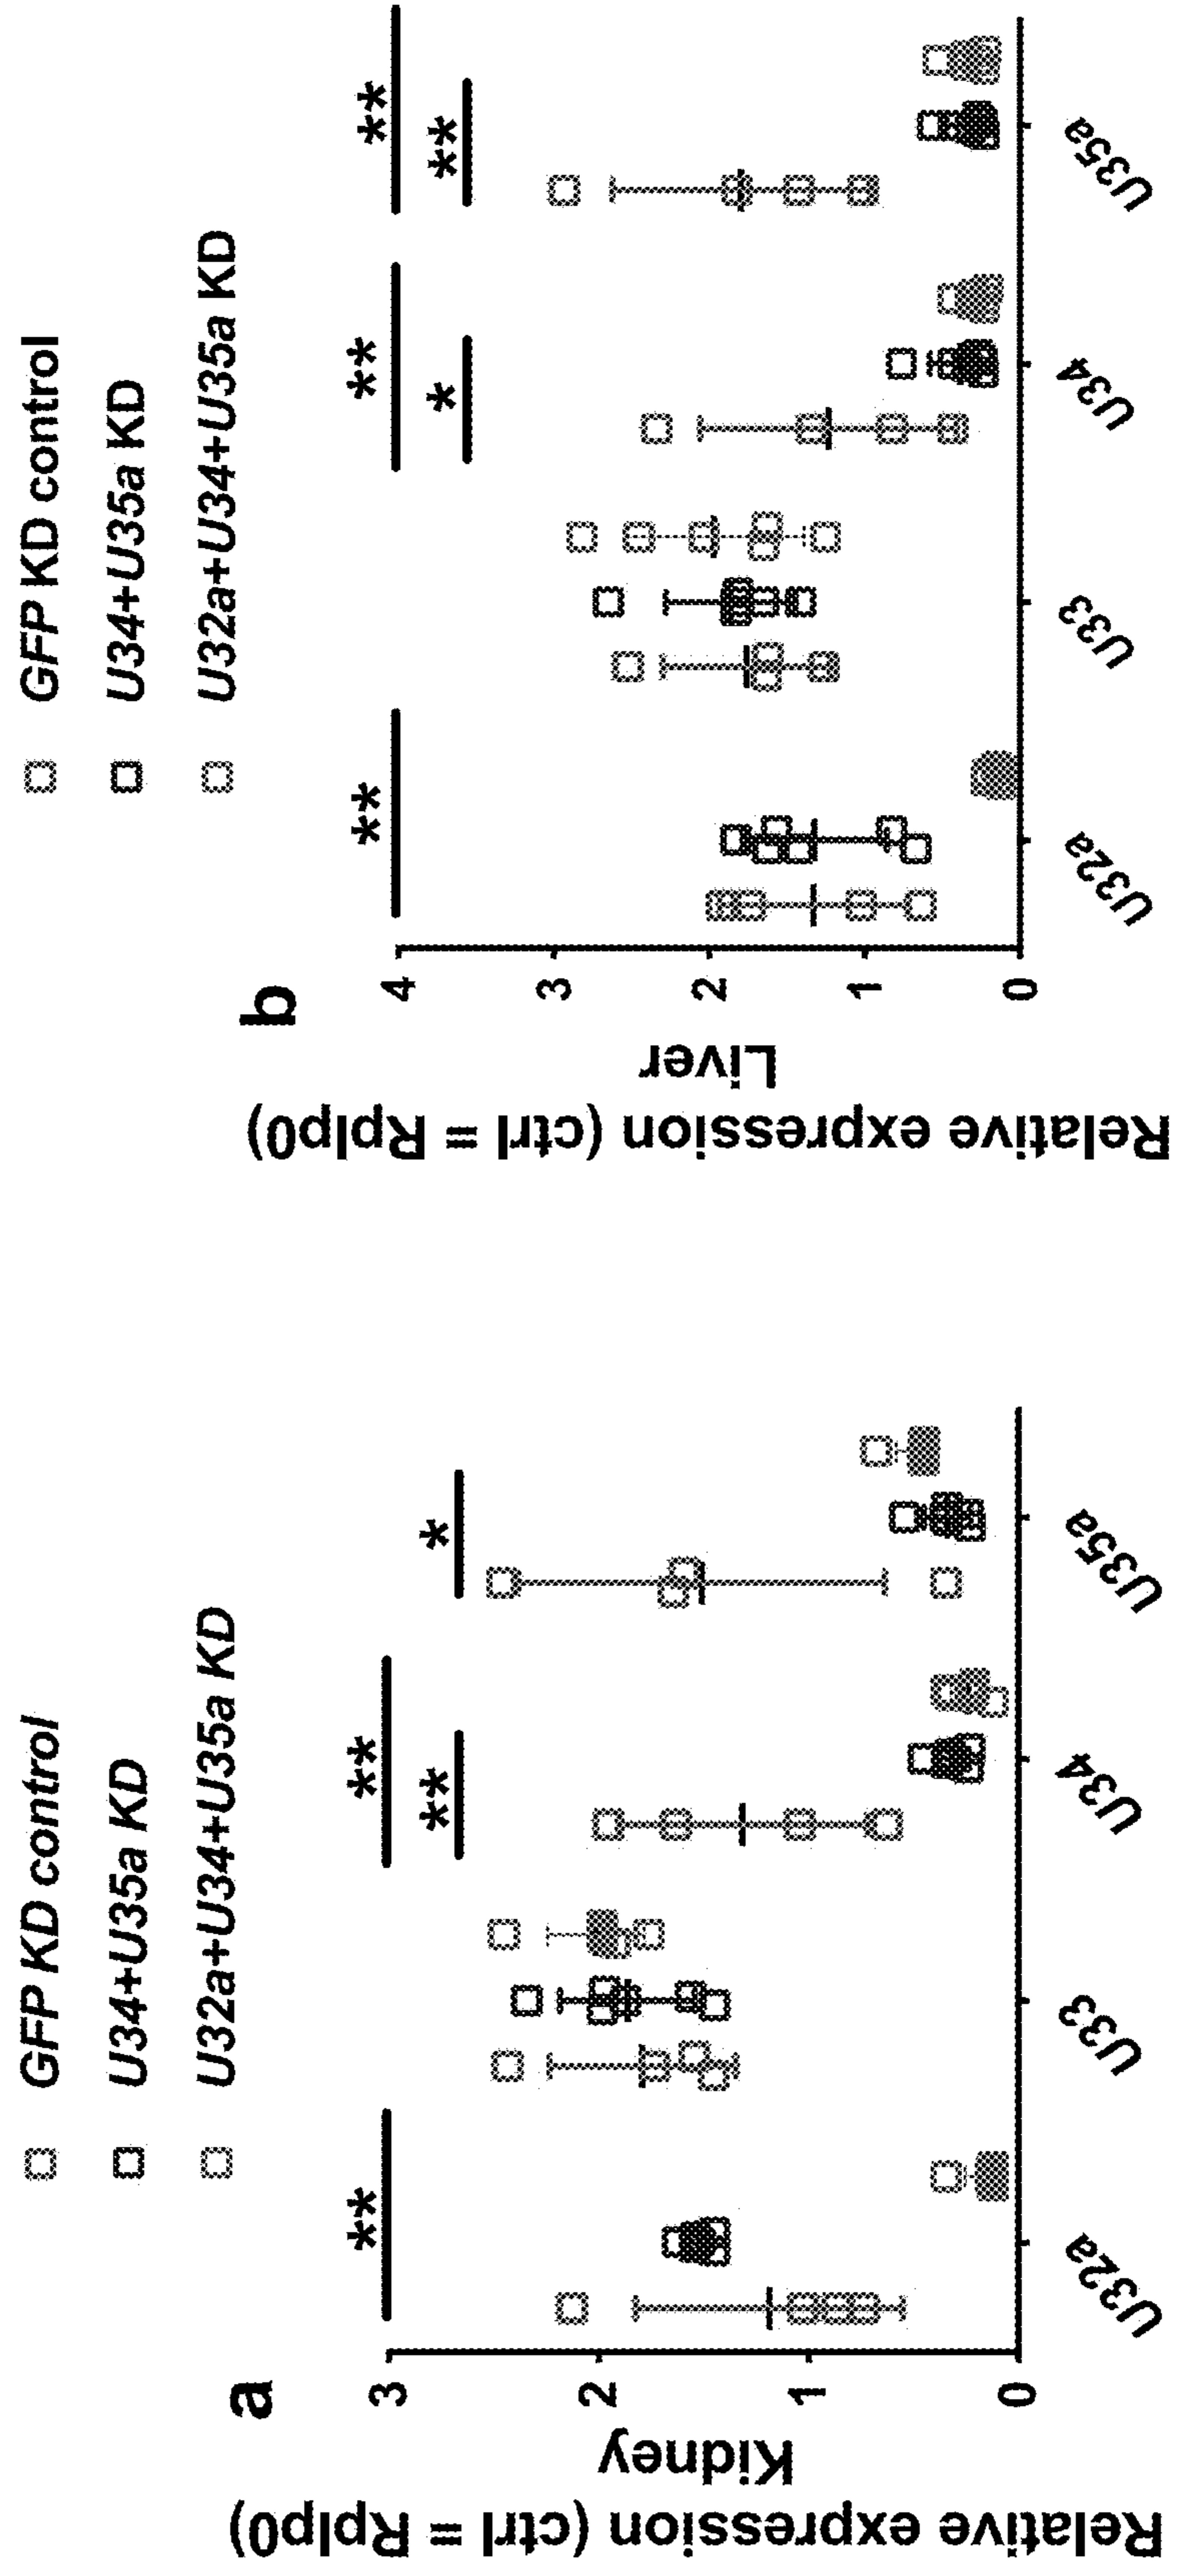 a
GFP KD control
U34+U35a KD
U32a+U34+U35a KD
Relative expression (ctrl = Rplp0)
Kidney
3
2
1
0
**
**
**
*
U32a
U33
U34
U35a
b
GFP KD control
U34+U35a KD
U32a+U34+U35a KD
Relative expression (ctrl = Rplp0)
Liver
4
3
2
1
0
**
**
*
**
**
U32a
U33
U34
U35a